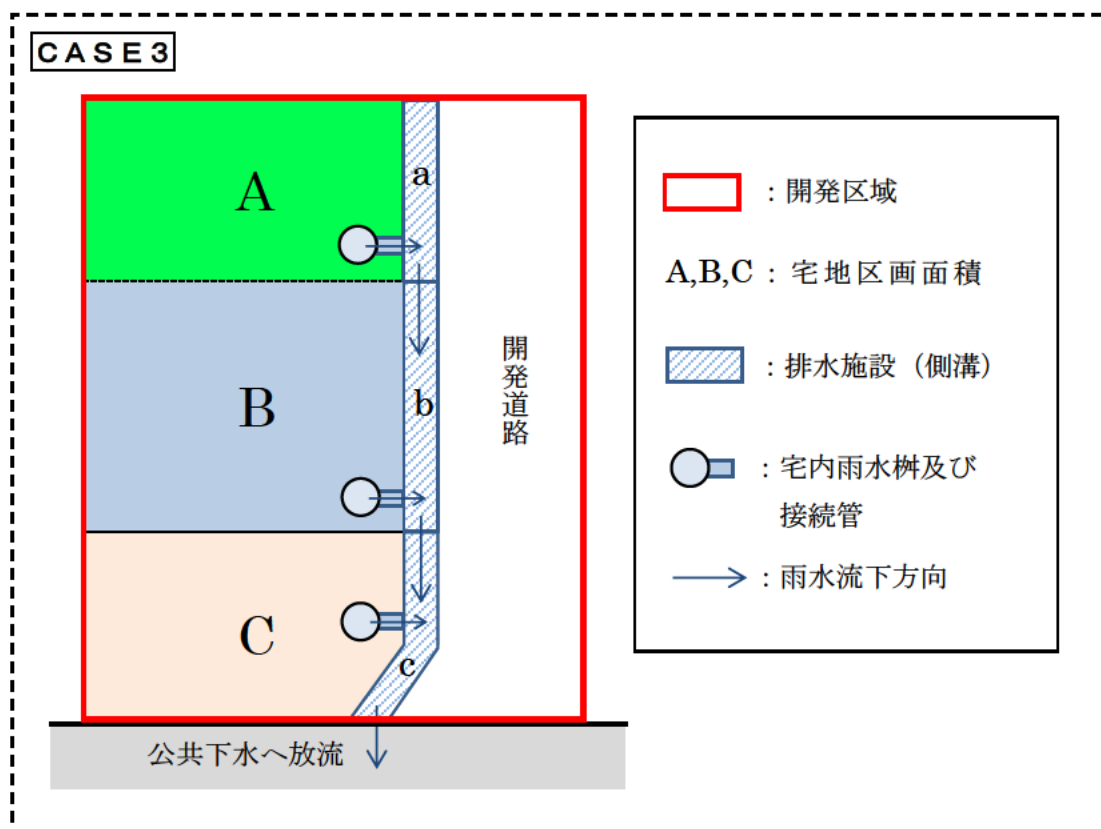 CASE3
A
a
B
b
C
c
開発道路
公共下水へ放流
：開発区域
A,B,C：宅地区画面積
：排水施設（側溝）
：宅内雨水桝及び
接続管
：雨水流下方向